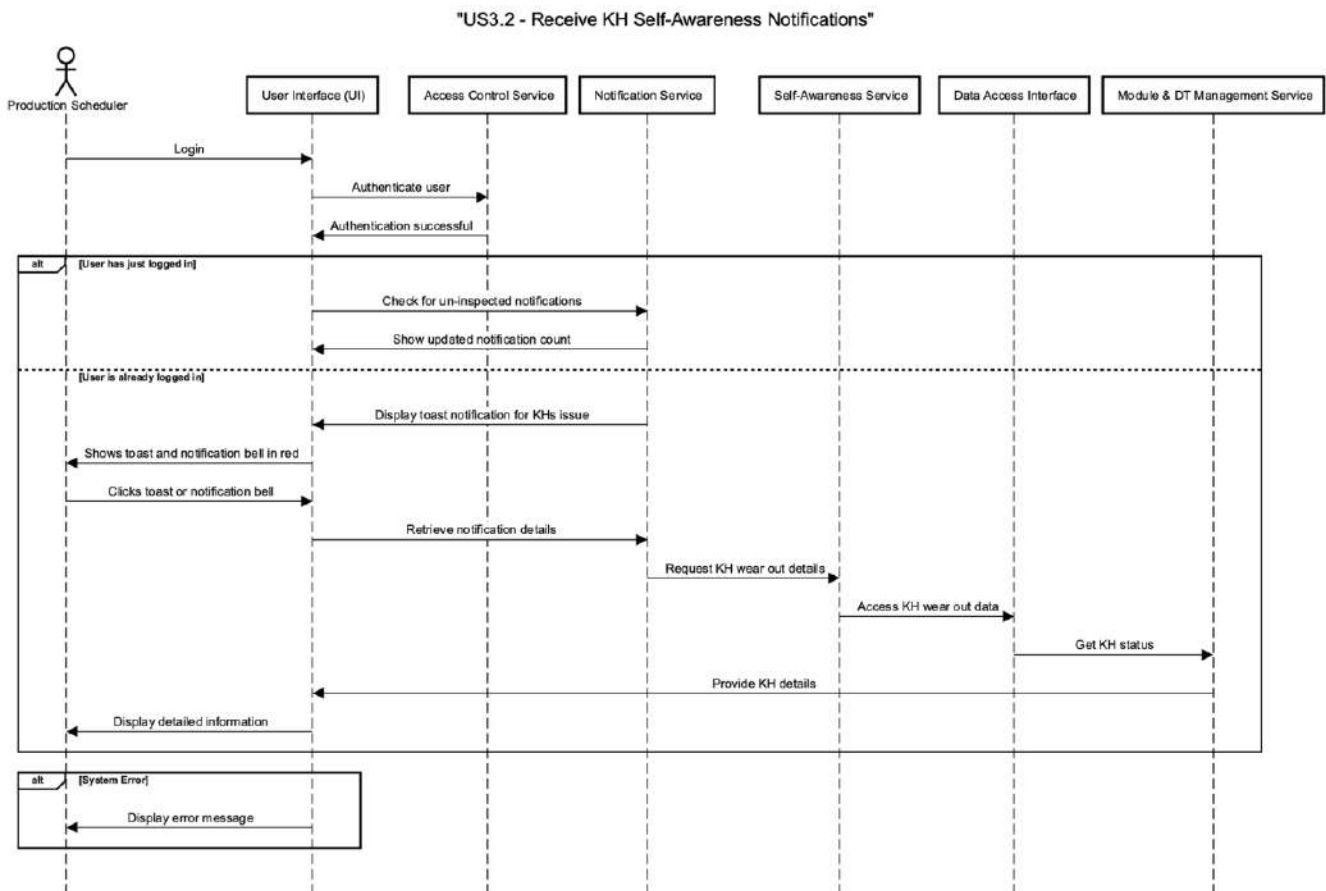 "US3.2 - Receive KH Self-Awareness Notifications"
Production Scheduler
User Interface (UI)
Access Control Service
Notification Service
Self-Awareness Service
Data Access Interface
Module & DT Management Service
Login
Authenticate user
Authentication successful
alt
[User has just logged in]
Check for un-inspected notifications
Show updated notification count
[User is already logged in]
Display toast notification for KHs issue
Shows toast and notification bell in red
Clicks toast or notification bell
Retrieve notification details
Request KH wear out details
Access KH wear out data
Get KH status
Provide KH details
Display detailed information
alt
[System Error]
Display error message